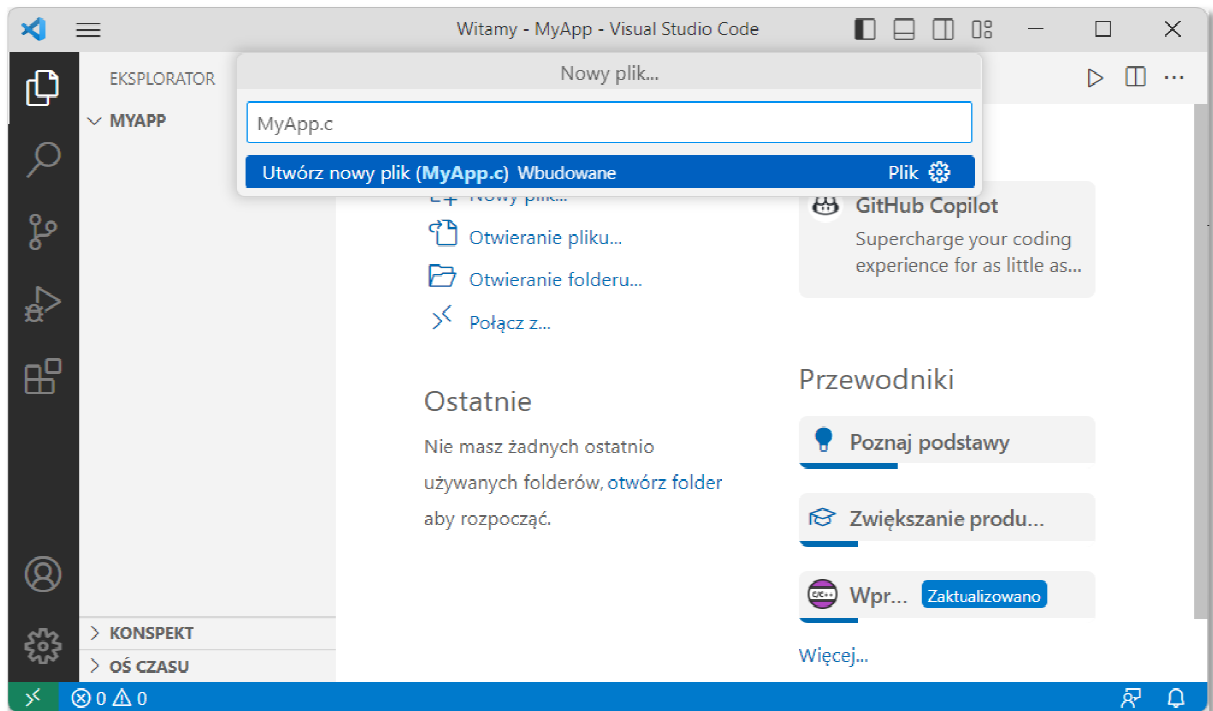 Witamy - MyApp - Visual Studio Code
EKSPLORATOR
MYAPP
Nowy plik...
MyApp.c
Utwórz nowy plik (MyApp.c) Wbudowane Plik
Nowy plik...
Otwieranie pliku...
Otwieranie folderu...
Połącz z...
Ostatnie
Nie masz żadnych ostatnio
używanych folderów, otwórz folder
aby rozpocząć.
GitHub Copilot
Supercharge your coding
experience for as little as...
Przewodniki
Poznaj podstawy
Zwiększanie produ...
C/C++
Wpr... Zaktualizowano
Więcej...
KONSPEKT
OŚ CZASU
0 0